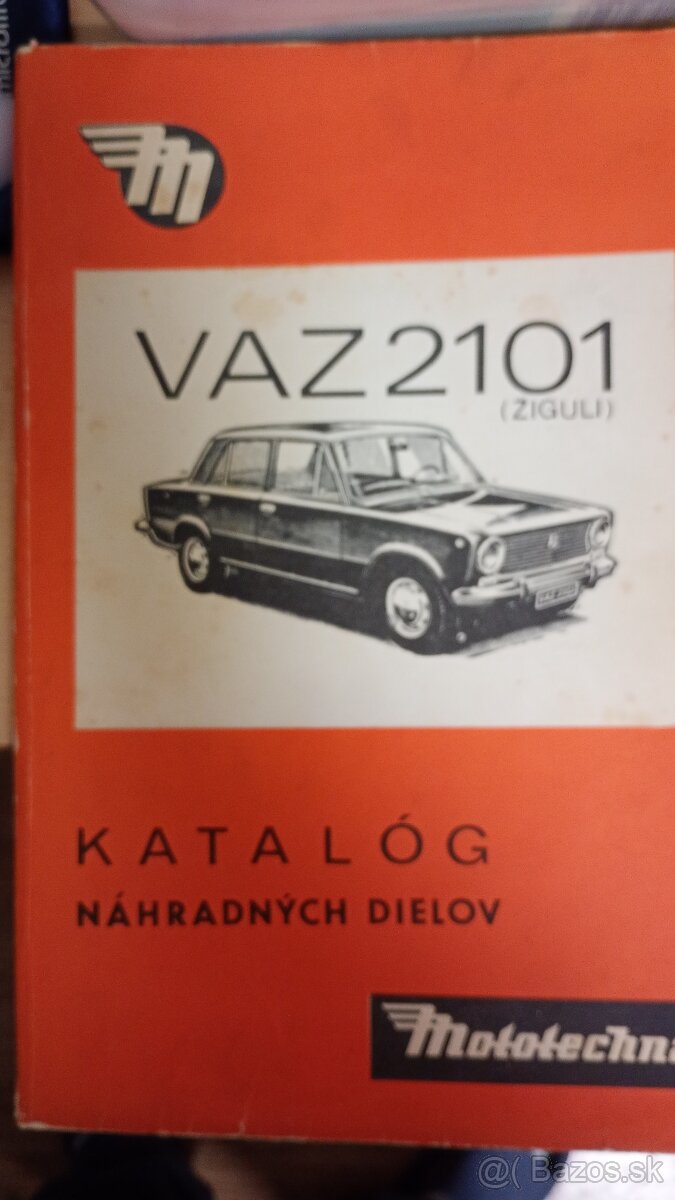 VAZ 2101
(ŽIGULI)
KATALÓG
NÁHRADNÝCH DIELOV
Mototechna
@Bazos.sk